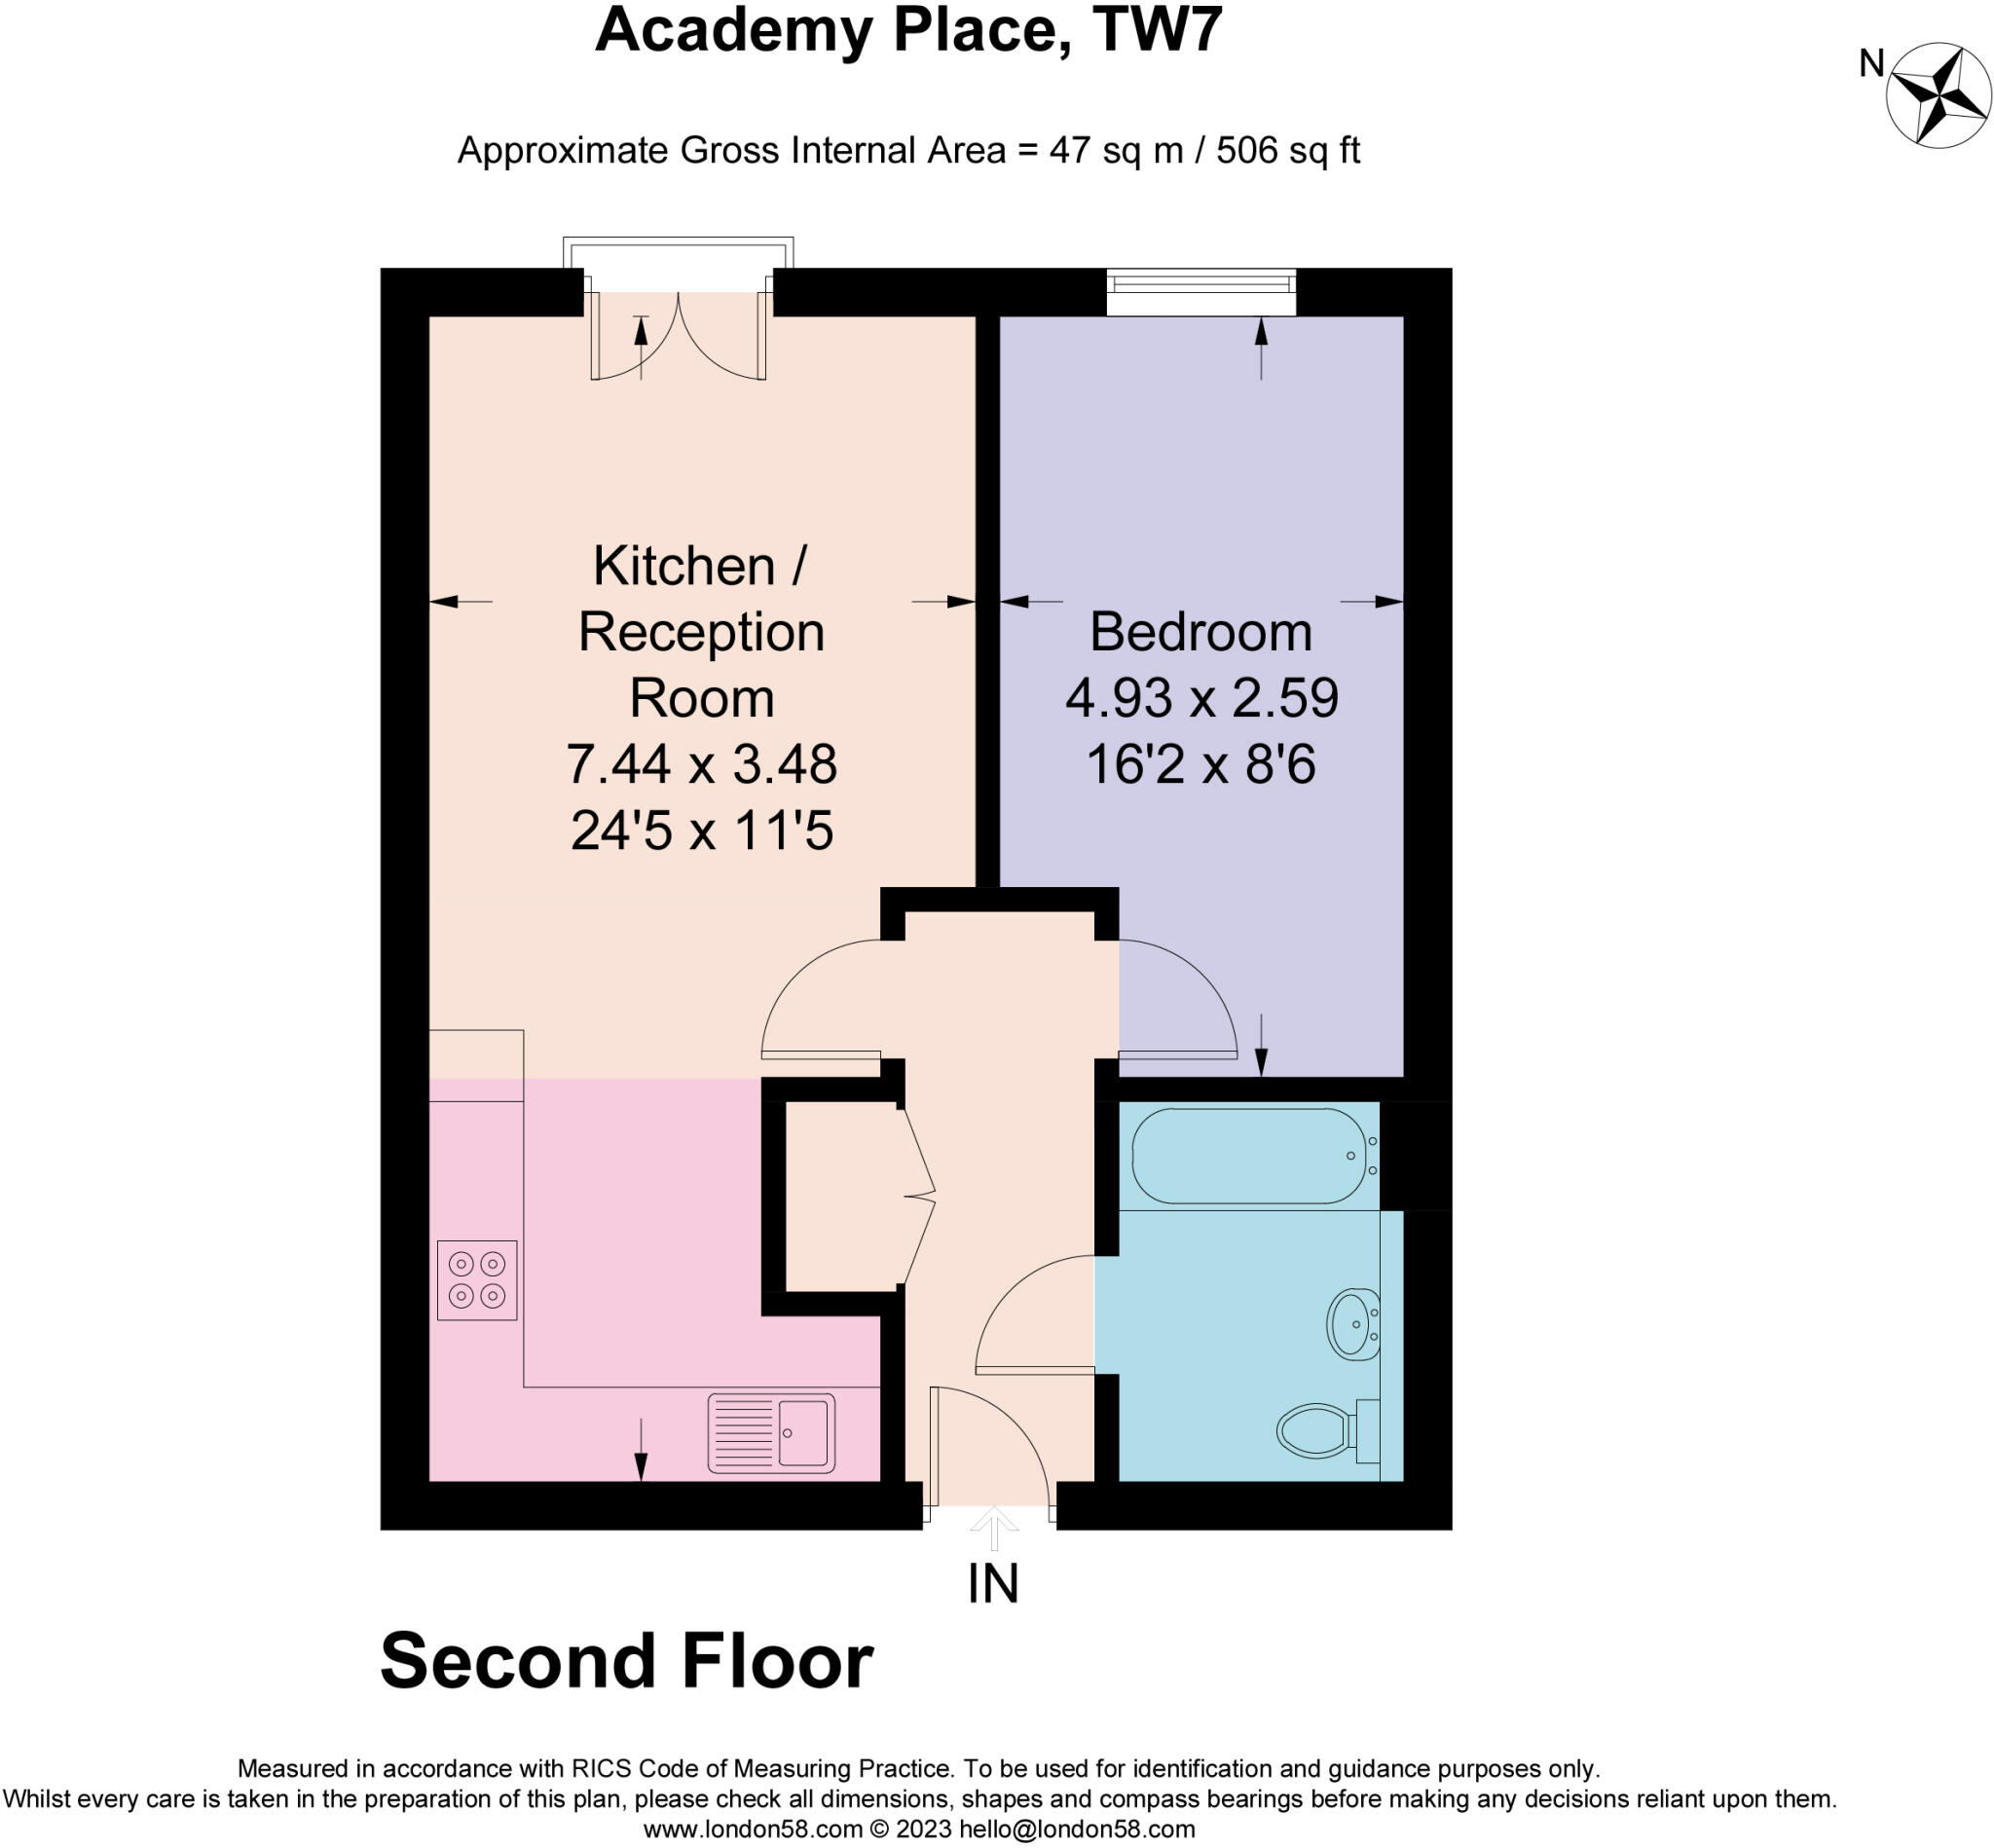 Academy Place, TW7
N
Approximate Gross Internal Area = 47 sq m / 506 sq ft
Kitchen /
Reception
Room
7.44 x 3.48
24'5 x 11'5
Bedroom
4.93 x 2.59
16'2 x 8'6
IN
Second Floor
Measured in accordance with RICS Code of Measuring Practice. To be used for identification and guidance purposes only.
Whilst every care is taken in the preparation of this plan, please check all dimensions, shapes and compass bearings before making any decisions reliant upon them.
www.london58.com © 2023 hello@london58.com